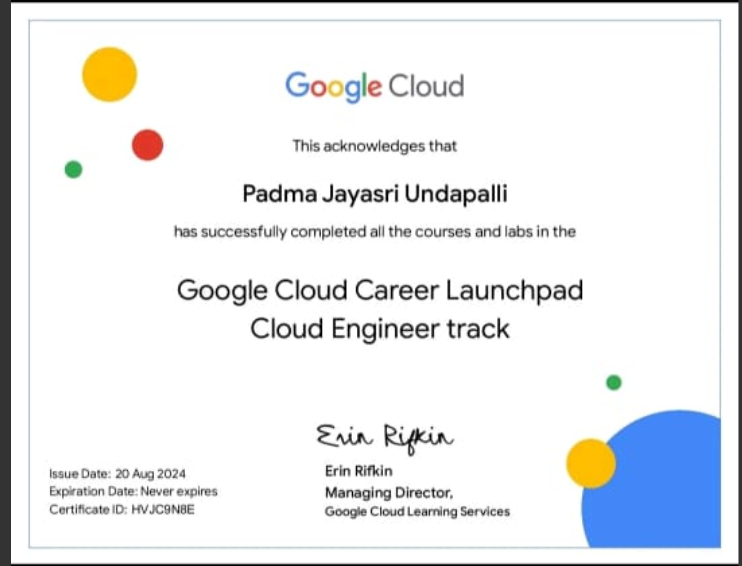 Google Cloud
This acknowledges that
Padma Jayasri Undapalli
has successfully completed all the courses and labs in the
Google Cloud Career Launchpad
Cloud Engineer track
Erin Rifkin
Erin Rifkin
Managing Director,
Google Cloud Learning Services
Issue Date: 20 Aug 2024
Expiration Date: Never expires
Certificate ID: HVJC9N8E